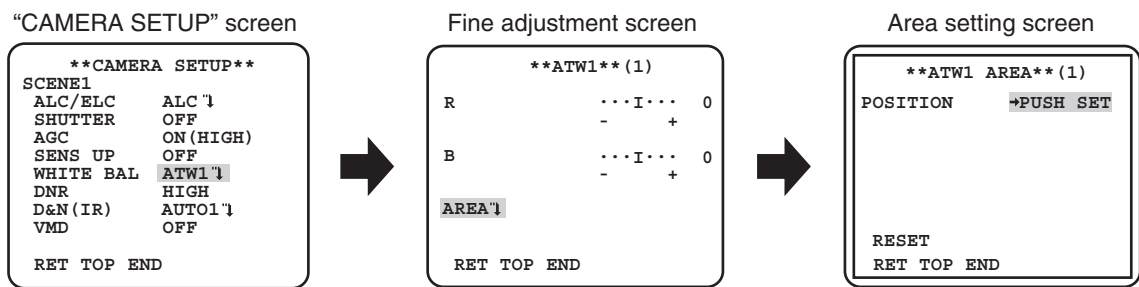 “CAMERA SETUP” screen
**CAMERA SETUP**
SCENE1
ALC/ELC ALC
SHUTTER OFF
AGC ON(HIGH)
SENS UP OFF
WHITE BAL ATW1
DNR HIGH
D&N(IR) AUTO1
VMD OFF
RET TOP END
Fine adjustment screen
**ATW1**(1)
R ···I··· 0
- +
B ···I··· 0
- +
AREA
RET TOP END
Area setting screen
**ATW1 AREA**(1)
POSITION →PUSH SET
RESET
RET TOP END